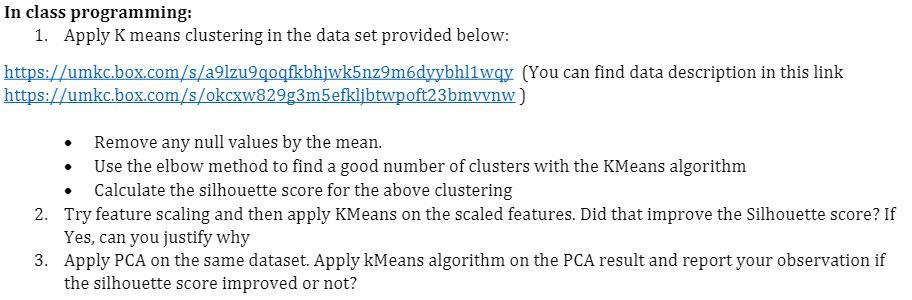 In class programming:
1. Apply K means clustering in the data set provided below:
https://umkc.box.com/s/a9lzu9qoqfkbhjwk5nz9m6dyybhl1wqy (You can find data description in this link
https://umkc.box.com/s/okcxw829g3m5efkljbtwpoft23bmvvnw )
• Remove any null values by the mean.
• Use the elbow method to find a good number of clusters with the KMeans algorithm
• Calculate the silhouette score for the above clustering
2. Try feature scaling and then apply KMeans on the scaled features. Did that improve the Silhouette score? If
Yes, can you justify why
3. Apply PCA on the same dataset. Apply kMeans algorithm on the PCA result and report your observation if
the silhouette score improved or not?